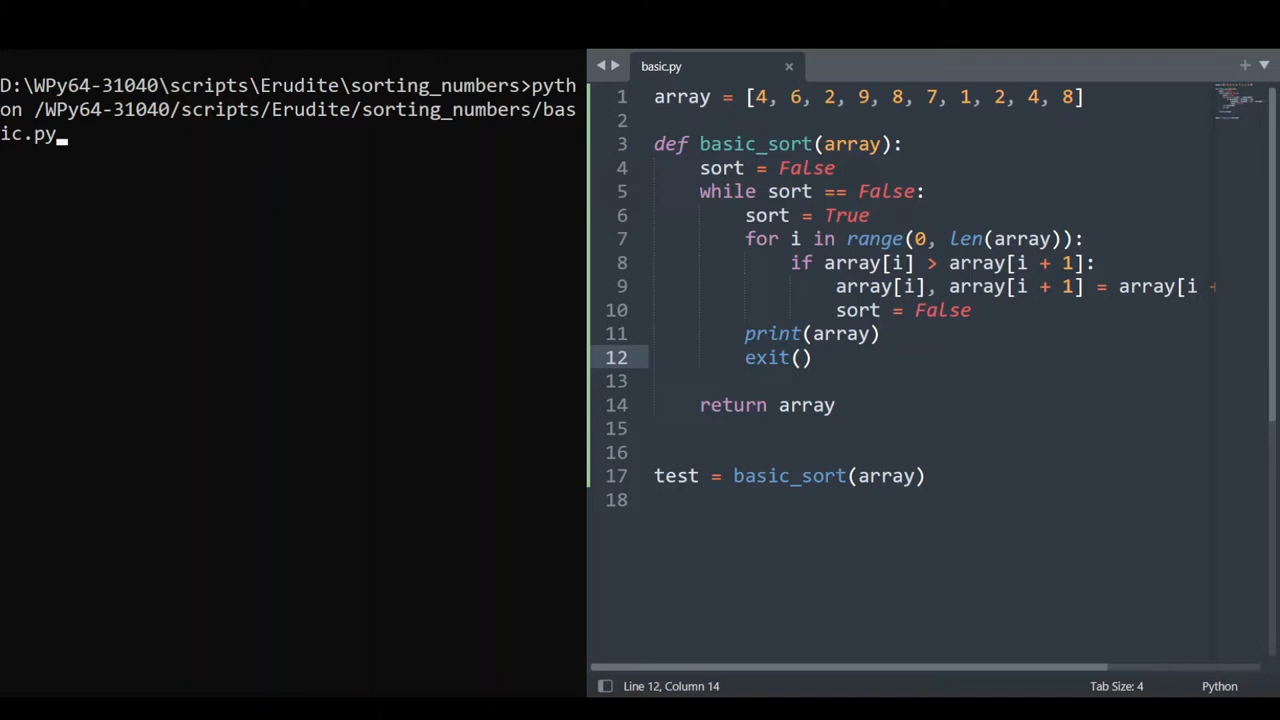 D:\WPy64-31040\scripts\Erudite\sorting_numbers>pyth
on /WPy64-31040/scripts/Erudite/sorting_numbers/bas
ic.py
basic.py
1 array = [4, 6, 2, 9, 8, 7, 1, 2, 4, 8]
2
3 def basic_sort(array):
4 sort = False
5 while sort == False:
6 sort = True
7 for i in range(0, len(array)):
8 if array[i] > array[i + 1]:
9 array[i], array[i + 1] = array[i +
10 sort = False
11 print(array)
12 exit()
13
14 return array
15
16
17 test = basic_sort(array)
18
Line 12, Column 14
Tab Size: 4
Python